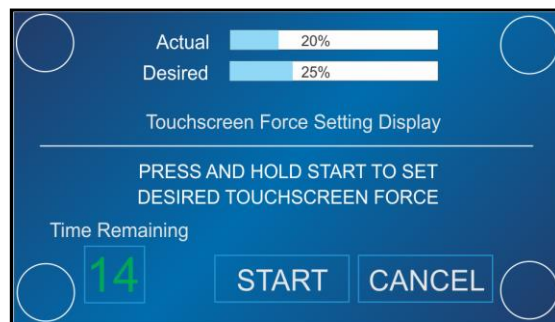 Actual 20%
Desired 25%
Touchscreen Force Setting Display
PRESS AND HOLD START TO SET
DESIRED TOUCHSCREEN FORCE
Time Remaining
14 START CANCEL